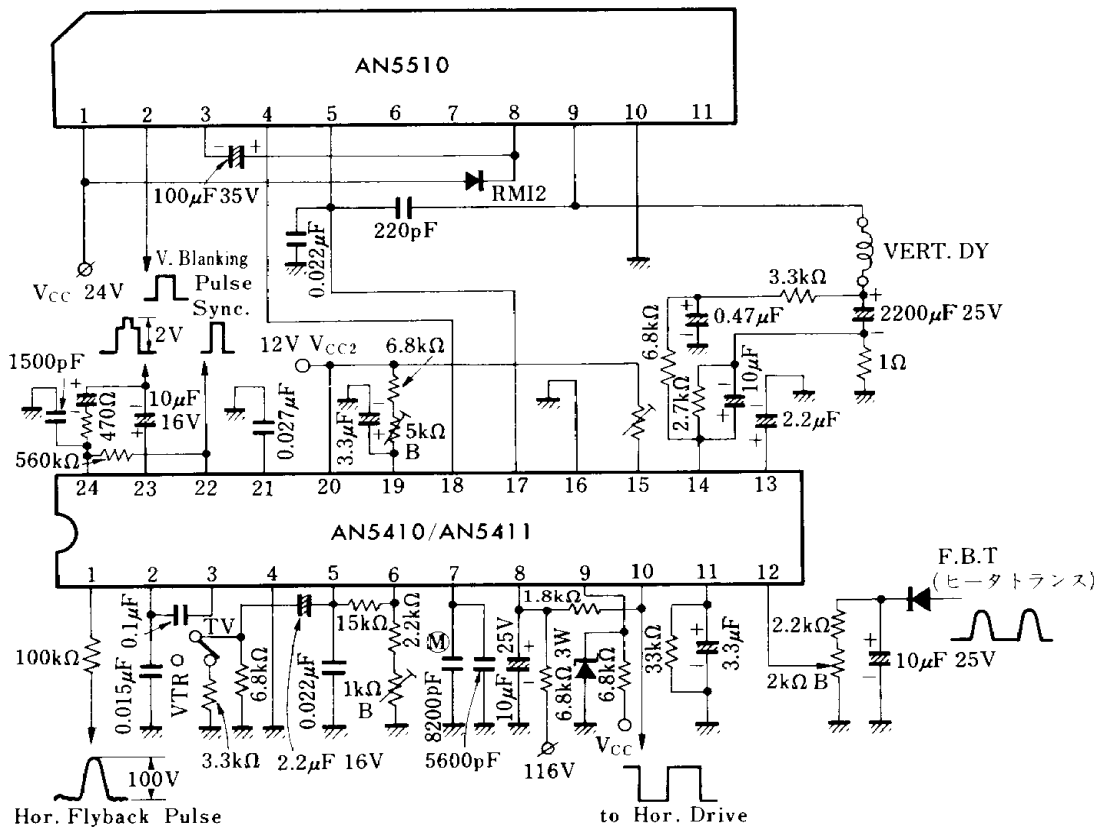 AN5510
1 2 3 4 5 6 7 8 9 10 11
- +
100μF 35V
RMI2
0.022μF
220pF
V. Blanking
Pulse
VCC 24V
Sync.
2V
VERT. DY
3.3kΩ
+
2200μF 25V
-
1Ω
6.8kΩ
+
0.47μF
-
12V VCC2
6.8kΩ
1500pF
+
-
470Ω
10μF
16V
-
+
560kΩ
0.027μF
3.3μF
-
+
5kΩ
B
2.7kΩ
10μF
-
+
-
2.2μF
+
24 23 22 21 20 19 18 17 16 15 14 13
AN5410/AN5411
1 2 3 4 5 6 7 8 9 10 11 12
F.B.T
(ヒータトランス)
100kΩ
0.1μF
0.015μF
TV
VTR
6.8kΩ
3.3kΩ
2.2μF 16V
0.022μF
15kΩ
2.2kΩ
1kΩ
B
M
8200pF
5600pF
25V
10μF
+
-
1.8kΩ
6.8kΩ 3W
116V
6.8kΩ
VCC
33kΩ
+
3.3μF
-
2.2kΩ
2kΩ B
+
10μF 25V
-
100V
Hor. Flyback Pulse
to Hor. Drive